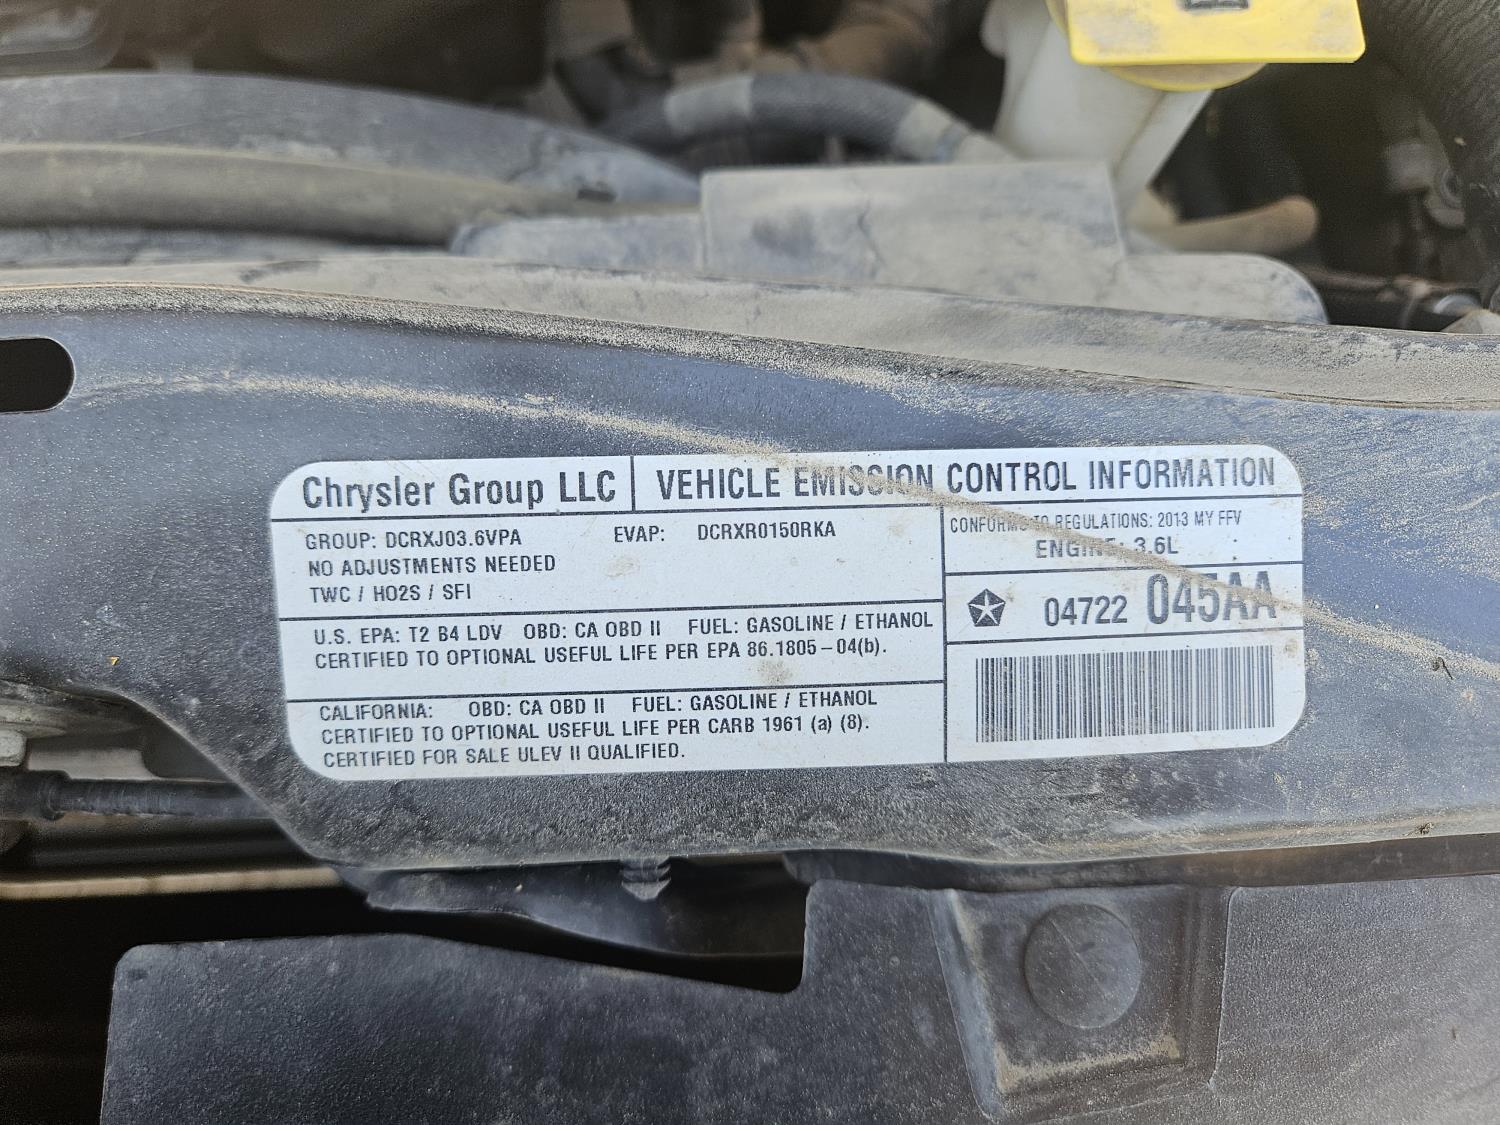 Chrysler Group LLC VEHICLE EMISSION CONTROL INFORMATION
GROUP: DCRXJ03.6VPA EVAP: DCRXR0150RKA
NO ADJUSTMENTS NEEDED
TWC / HO2S / SFI
CONFORMS TO REGULATIONS: 2013 MY FFV
ENGINE: 3.6L :
04722 045AA
U.S. EPA: T2 B4 LDV OBD: CA OBD II FUEL: GASOLINE / ETHANOL
CERTIFIED TO OPTIONAL USEFUL LIFE PER EPA 86.1805-04(b).
CALIFORNIA: OBD: CA OBD II FUEL: GASOLINE / ETHANOL
CERTIFIED TO OPTIONAL USEFUL LIFE PER CARB 1961 (a) (8).
CERTIFIED FOR SALE ULEV II QUALIFIED.